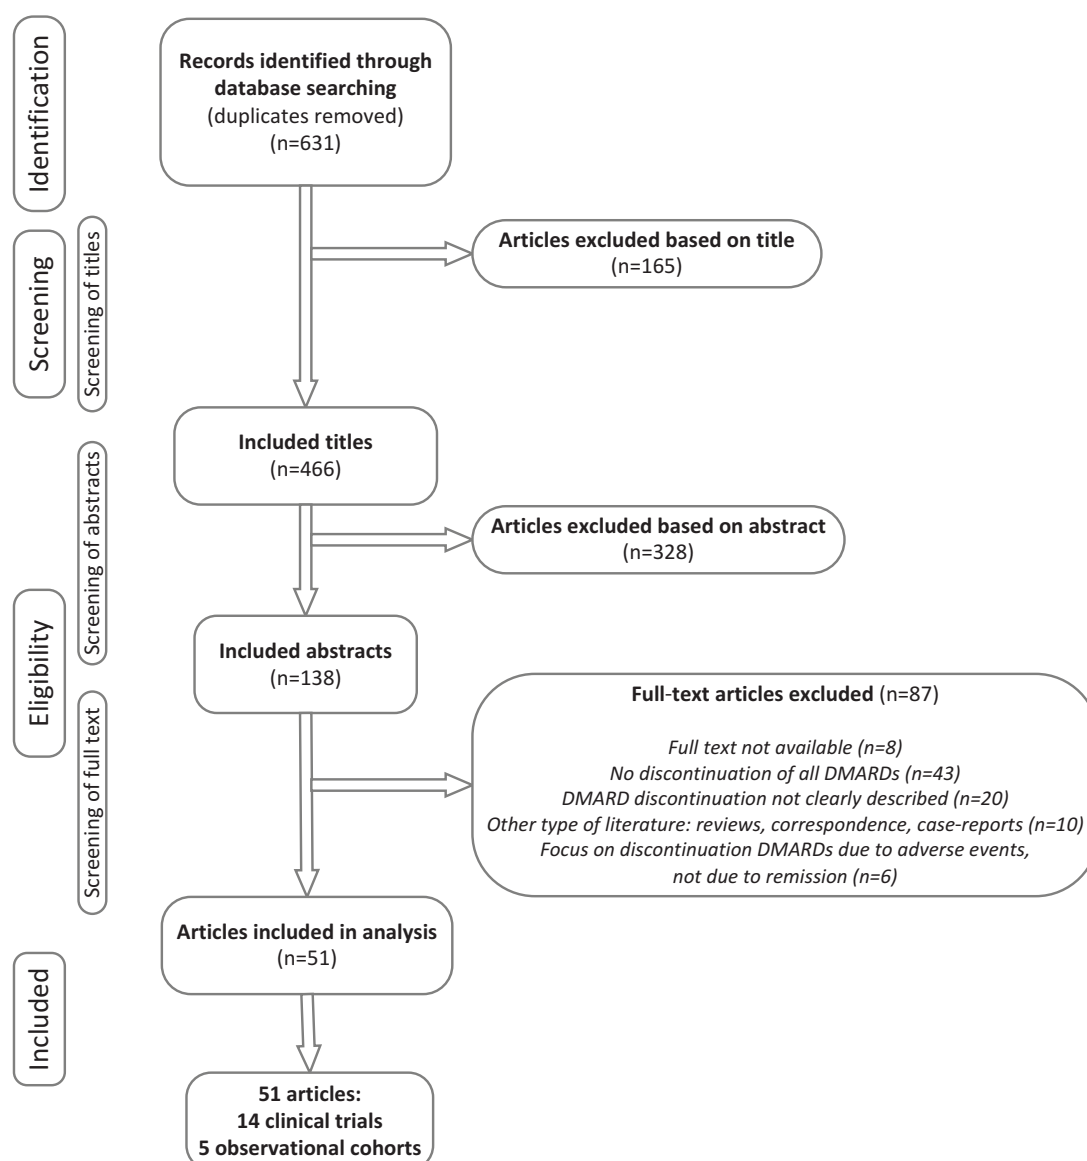 Identification
Records identified through
database searching
(duplicates removed)
(n=631)
Screening
Screening of titles
Articles excluded based on title
(n=165)
Included titles
(n=466)
Screening of abstracts
Articles excluded based on abstract
(n=328)
Eligibility
Included abstracts
(n=138)
Screening of full text
Full-text articles excluded (n=87)
Full text not available (n=8)
No discontinuation of all DMARDs (n=43)
DMARD discontinuation not clearly described (n=20)
Other type of literature: reviews, correspondence, case-reports (n=10)
Focus on discontinuation DMARDs due to adverse events,
not due to remission (n=6)
Articles included in analysis
(n=51)
Included
51 articles:
14 clinical trials
5 observational cohorts